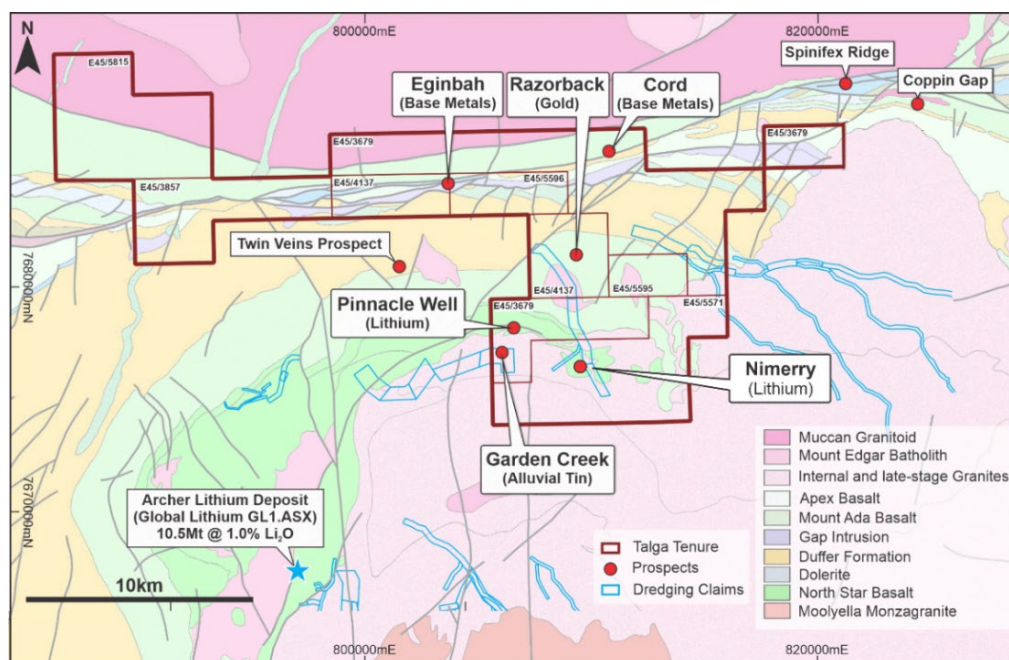 800000mE
820000mE
N
E45/5815
Spinifex Ridge
Coppin Gap
Eginbah
(Base Metals)
Razorback
(Gold)
Cord
(Base Metals)
E45/3679
E45/3679
E45/3857
E45/4137
E45/5596
Twin Veins Prospect
7680600mN
E45/4137
E45/5595
E45/5571
E45/3679
Pinnacle Well
(Lithium)
Nimerry
(Lithium)
Garden Creek
(Alluvial Tin)
7670000mN
Archer Lithium Deposit
(Global Lithium GL1.ASX)
10.5Mt @ 1.0% Li₂O
10km
Talga Tenure
Prospects
Dredging Claims
Muccan Granitoid
Mount Edgar Batholith
Internal and late-stage Granites
Apex Basalt
Mount Ada Basalt
Gap Intrusion
Duffer Formation
Dolerite
North Star Basalt
Moolyella Monzagranite
800000mE
820000mE